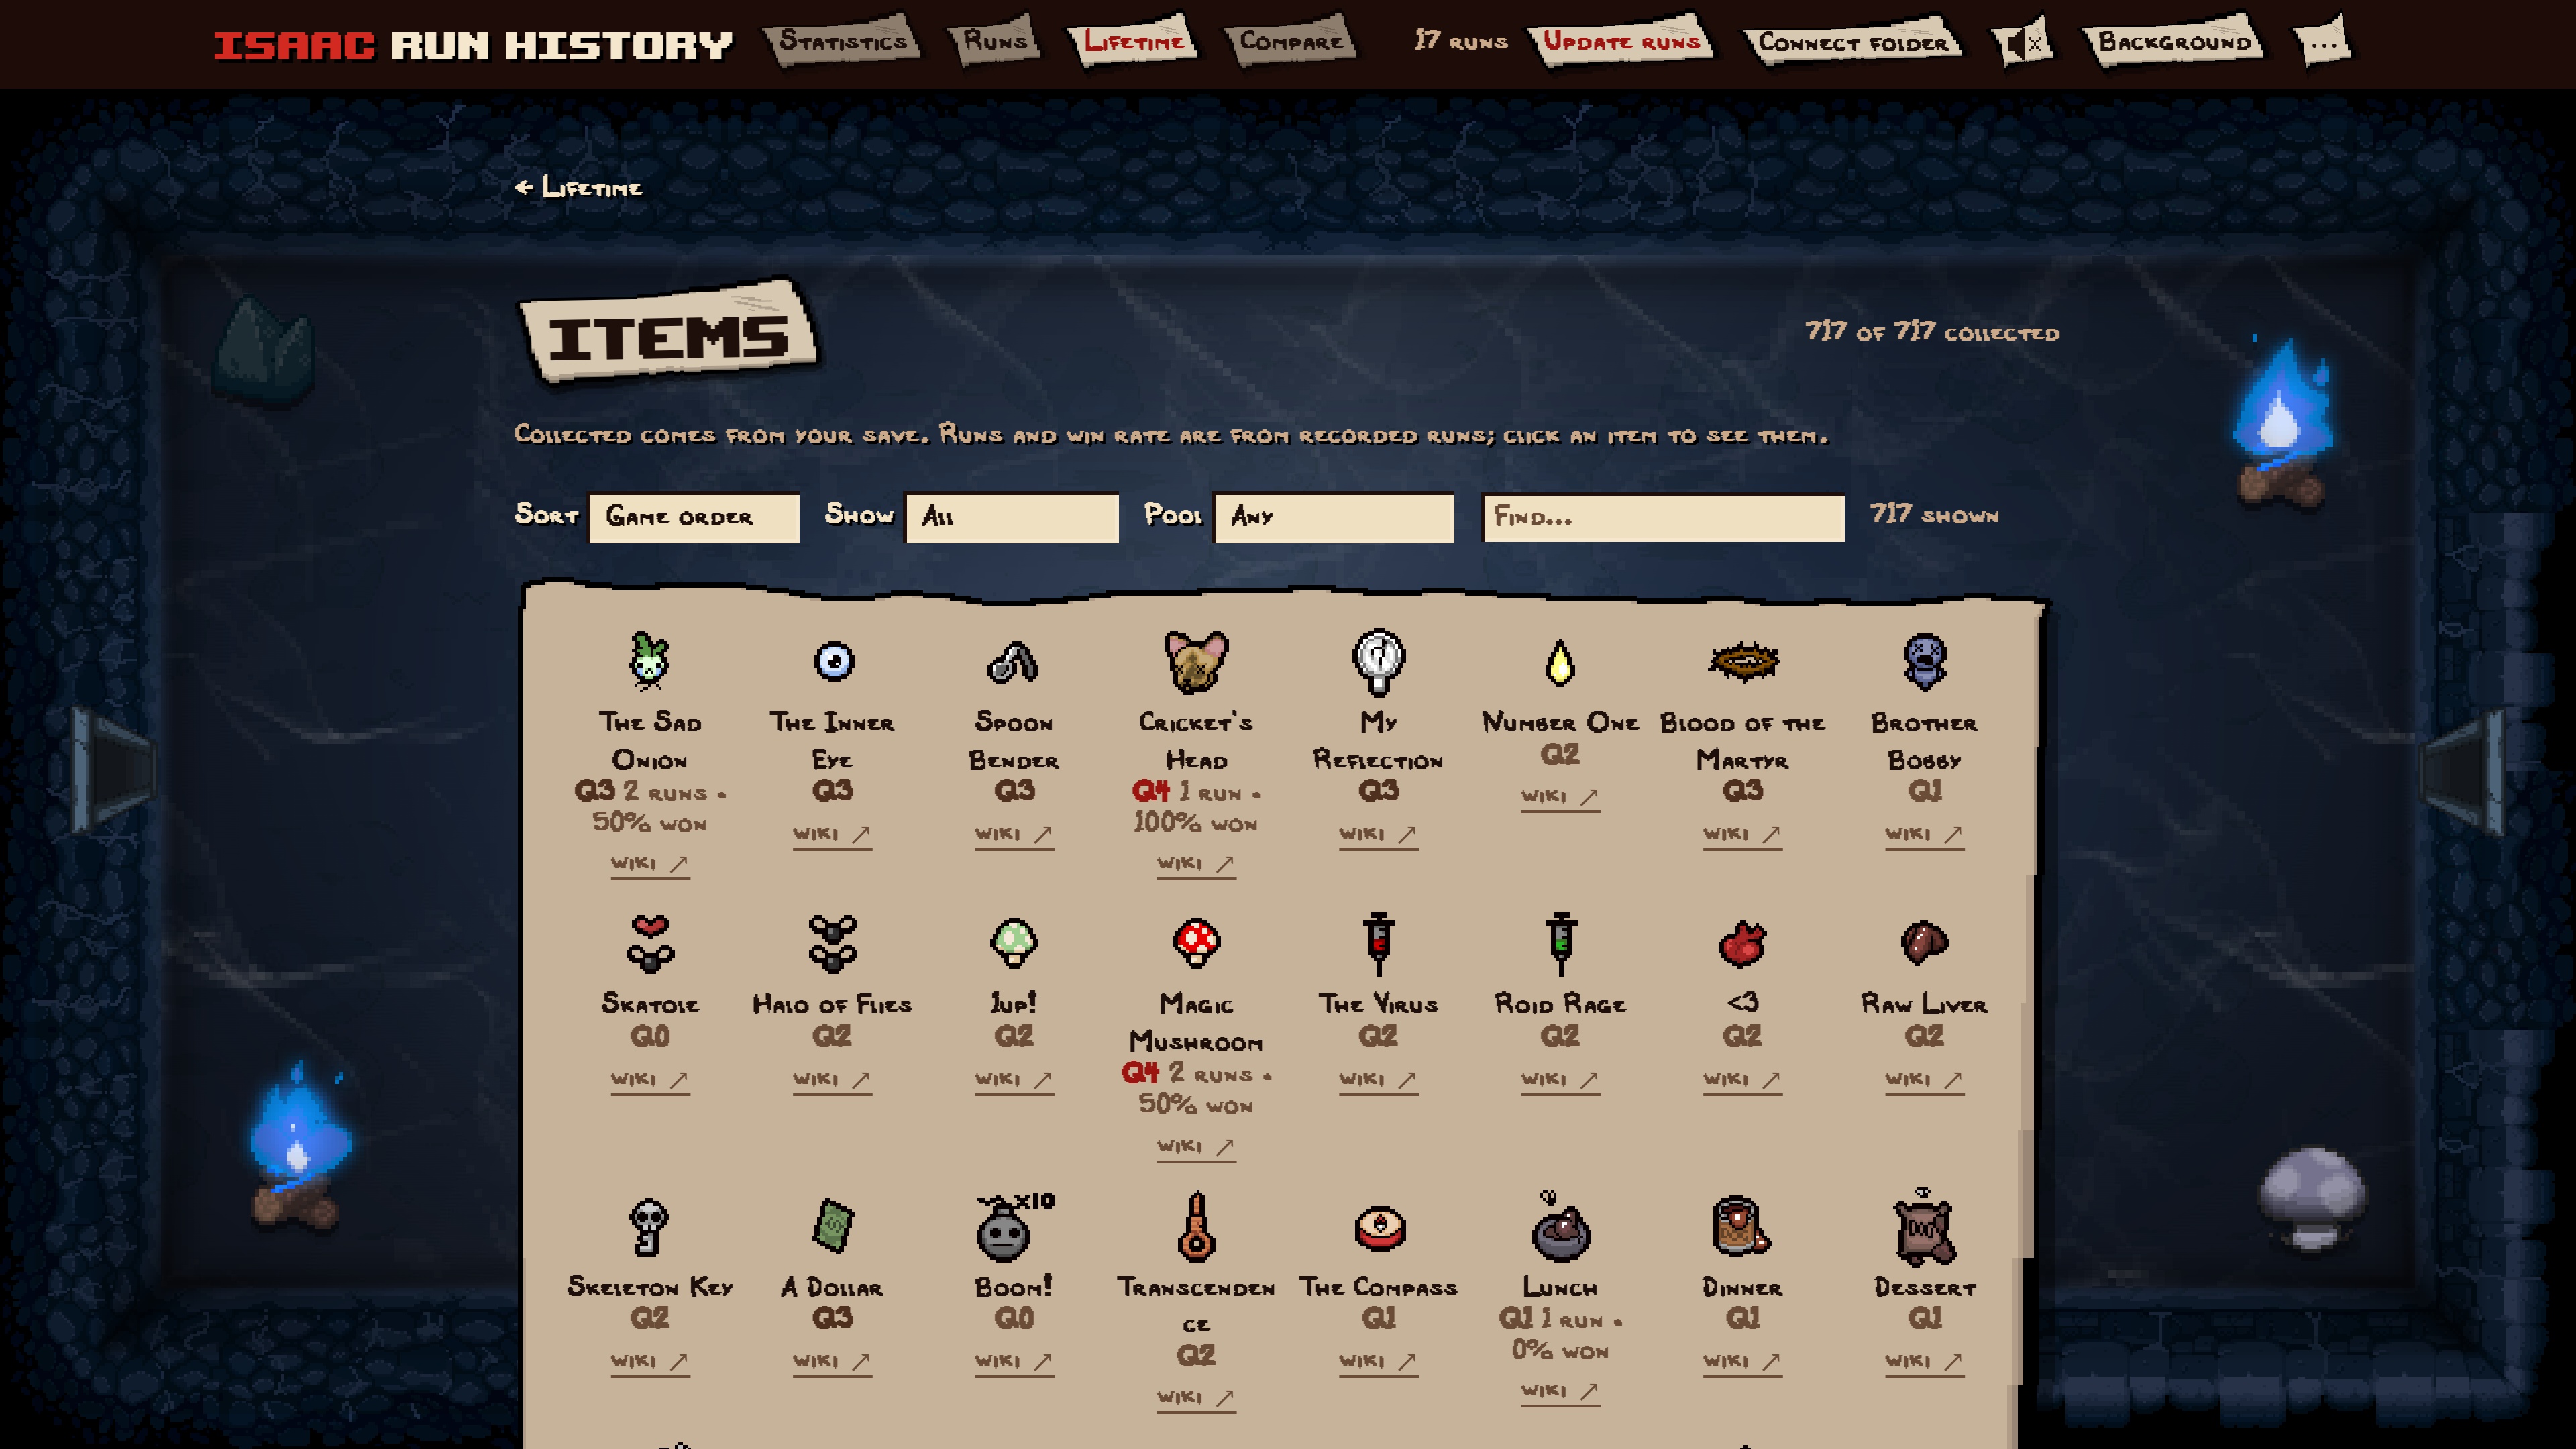 ISAAC RUN HISTORY Statistics Runs Lifetime Compare 17 runs Update runs Connect folder Background ...
← Lifetime
ITEMS
717 of 717 collected
Collected comes from your save. Runs and win rate are from recorded runs; click an item to see them.
Sort Game order Show All Pool Any Find... 717 shown
The Sad Onion
Q3 2 runs • 50% won
wiki ↗
The Inner Eye
Q3
wiki ↗
Spoon Bender
Q3
wiki ↗
Cricket's Head
Q4 1 run • 100% won
wiki ↗
My Reflection
Q3
wiki ↗
Number One
Q2
wiki ↗
Blood of the Martyr
Q3
wiki ↗
Brother Bobby
Q1
wiki ↗
Skatole
Q0
wiki ↗
Halo of Flies
Q2
wiki ↗
1up!
Q2
wiki ↗
Magic Mushroom
Q4 2 runs • 50% won
wiki ↗
The Virus
Q2
wiki ↗
Roid Rage
Q2
wiki ↗
<3
Q2
wiki ↗
Raw Liver
Q2
wiki ↗
Skeleton Key
Q2
wiki ↗
A Dollar
Q3
wiki ↗
x10
Boom!
Q0
wiki ↗
Transcenden
ce
Q2
wiki ↗
The Compass
Q1
wiki ↗
Lunch
Q1 1 run • 0% won
wiki ↗
Dinner
Q1
wiki ↗
Dessert
Q1
wiki ↗